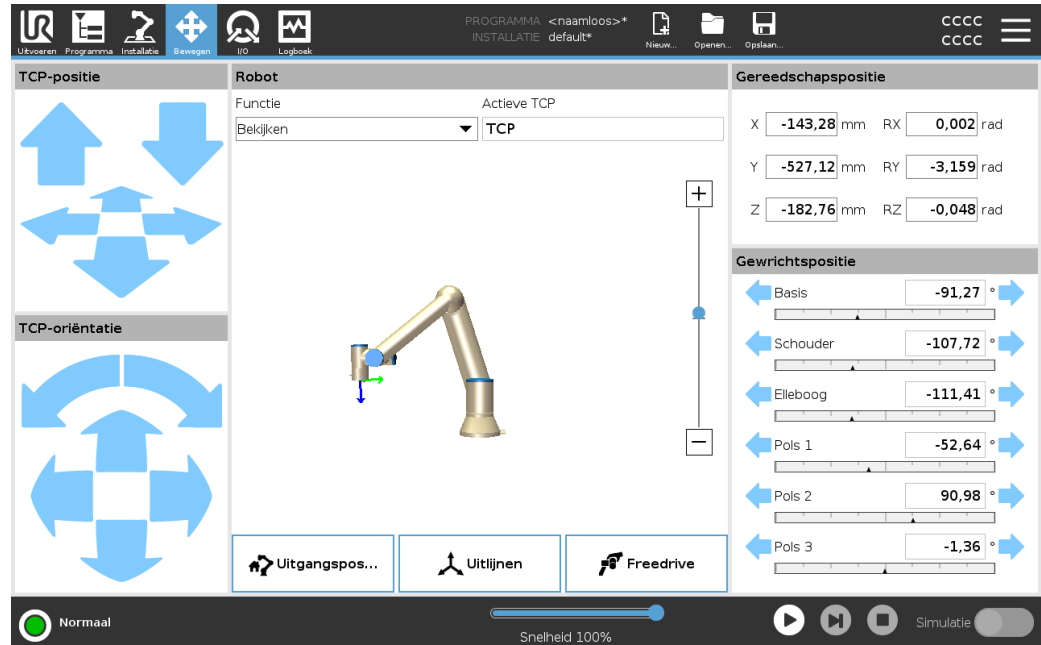 UR
Uitvoeren
Programma
Installatie
Bewegen
I/O
Logboek
PROGRAMMA <naamloos>*
INSTALLATIE default*
Nieuw...
Openen...
Opslaan...
CCCC
CCCC
TCP-positie
TCP-oriëntatie
Robot
Functie
Actieve TCP
Bekijken
TCP
+
−
Uitgangspos...
Uitlijnen
Freedrive
Gereedschapspositie
X -143,28 mm RX 0,002 rad
Y -527,12 mm RY -3,159 rad
Z -182,76 mm RZ -0,048 rad
Gewrichtspositie
Basis -91,27 °
Schouder -107,72 °
Elleboog -111,41 °
Pols 1 -52,64 °
Pols 2 90,98 °
Pols 3 -1,36 °
Normaal
Snelheid 100%
Simulatie